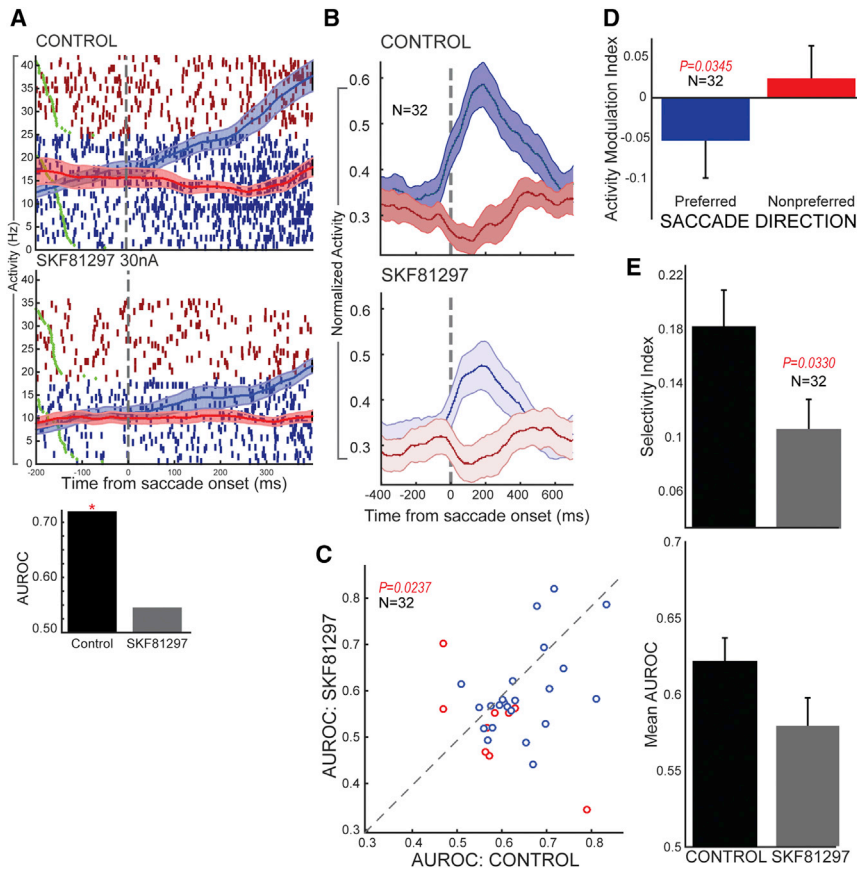 A
CONTROL
40
35
30
25
20
15
10
5
0
Activity (Hz)
SKF81297 30nA
35
30
25
20
15
10
5
0
-200
-100
0
100
200
300
Time from saccade onset (ms)
0.70
0.60
0.50
AUROC
*
Control
SKF81297
B
CONTROL
N=32
0.6
0.5
0.4
0.3
Normalized Activity
SKF81297
0.6
0.5
0.4
0.3
-400
-200
0
200
400
600
Time from saccade onset (ms)
C
P=0.0237
N=32
0.8
0.7
0.6
0.5
0.4
0.3
AUROC: SKF81297
0.3
0.4
0.5
0.6
0.7
0.8
AUROC: CONTROL
D
Activity Modulation Index
0.05
0
-0.05
-0.1
P=0.0345
N=32
Preferred
Nonpreferred
SACCADE DIRECTION
E
Selectivity Index
0.22
0.18
0.14
0.1
0.06
P=0.0330
N=32
Mean AUROC
0.7
0.65
0.6
0.55
0.5
CONTROL
SKF81297